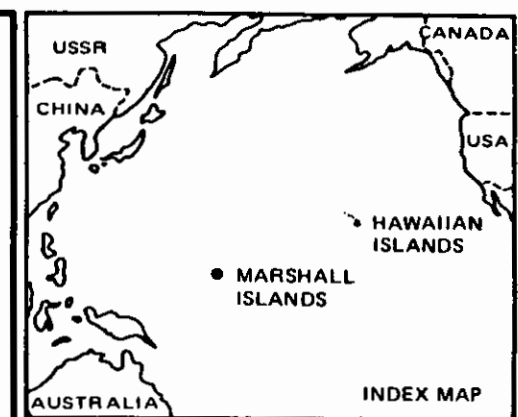 USSR
CANADA
CHINA
USA
HAWAIIAN
ISLANDS
MARSHALL
ISLANDS
AUSTRALIA
INDEX MAP